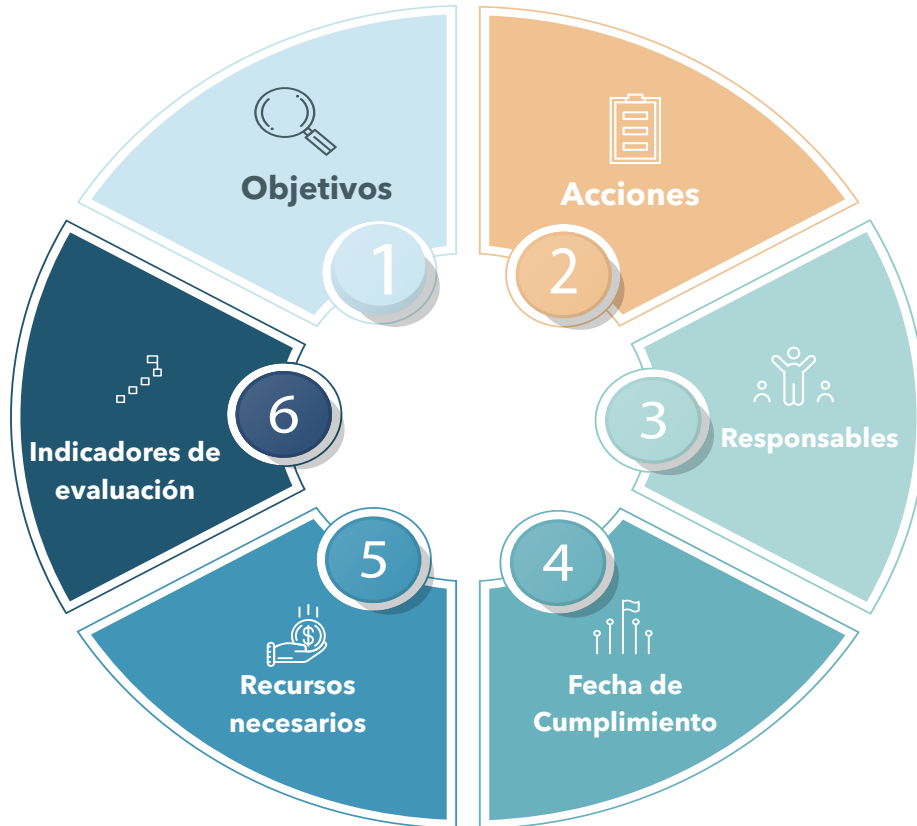 Objetivos
1
Acciones
2
3
Responsables
4
Fecha de
Cumplimiento
5
$
Recursos
necesarios
6
Indicadores de
evaluación